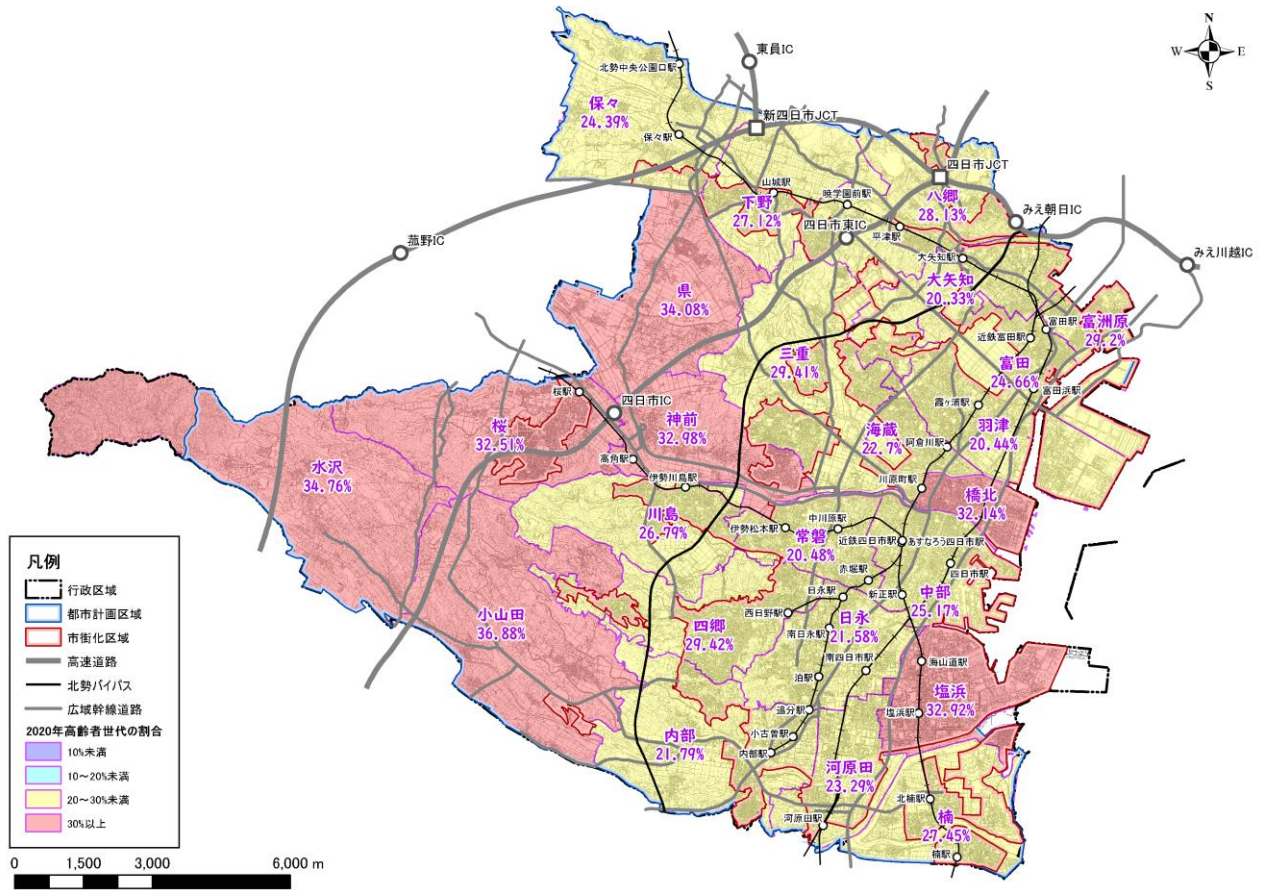 N
W
E
S
東員IC
北勢中央公園口駅
保々
24.39%
新四日市JCT
保々駅
四日市JCT
山城駅
下野
27.12%
暁学園前駅
八郷
28.13%
みえ朝日IC
四日市東IC
平津駅
菰野IC
大矢知駅
みえ川越IC
大矢知
20.33%
県
34.08%
富洲原
29.2%
富田駅
近鉄富田駅
三重
29.41%
富田
24.66%
富田浜駅
桜駅
四日市IC
霞ヶ浦駅
桜
32.51%
神前
32.98%
海蔵
22.7%
羽津
20.44%
阿倉川駅
高角駅
水沢
34.76%
伊勢川島駅
川原町駅
橋北
32.14%
川島
26.79%
伊勢松本駅
中川原駅
常磐
20.48%
近鉄四日市駅
あすなろう四日市駅
四日市駅
赤堀駅
日永駅
新正駅
中部
25.17%
西日野駅
小山田
36.88%
四郷
29.42%
日永
21.58%
南日永駅
南四日市駅
海山道駅
泊駅
塩浜
32.92%
塩浜駅
追分駅
内部
21.79%
小古曽駅
内部駅
河原田
23.29%
北楠駅
河原田駅
楠
27.45%
楠駅
凡例
行政区域
都市計画区域
市街化区域
高速道路
北勢バイパス
広域幹線道路
2020年高齢者世代の割合
10%未満
10～20%未満
20～30%未満
30%以上
0 1,500 3,000 6,000 m